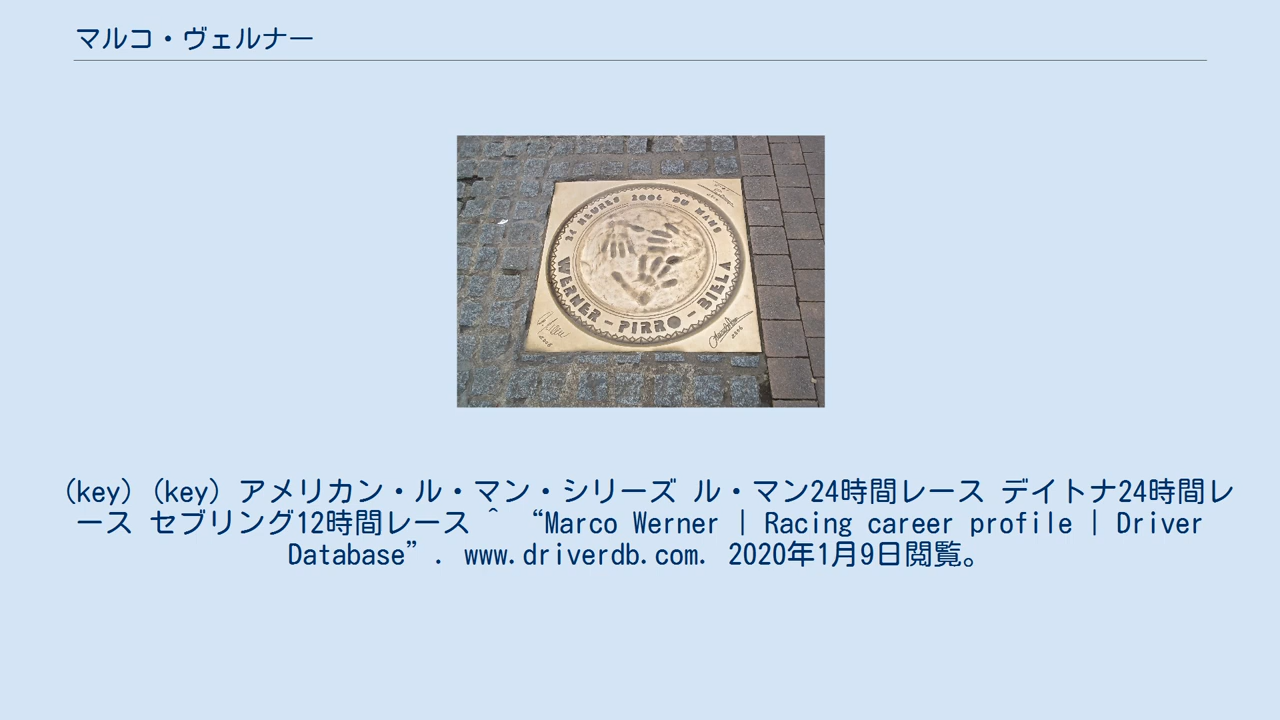 マルコ・ヴェルナー
24 HEURES 2006 DU MANS
WERNER - PIRRO - BIELA
2006
(key) (key) アメリカン・ル・マン・シリーズ ル・マン24時間レース デイトナ24時間レ
ース セブリング12時間レース ^ “Marco Werner | Racing career profile | Driver
Database”. www.driverdb.com. 2020年1月9日閲覧。